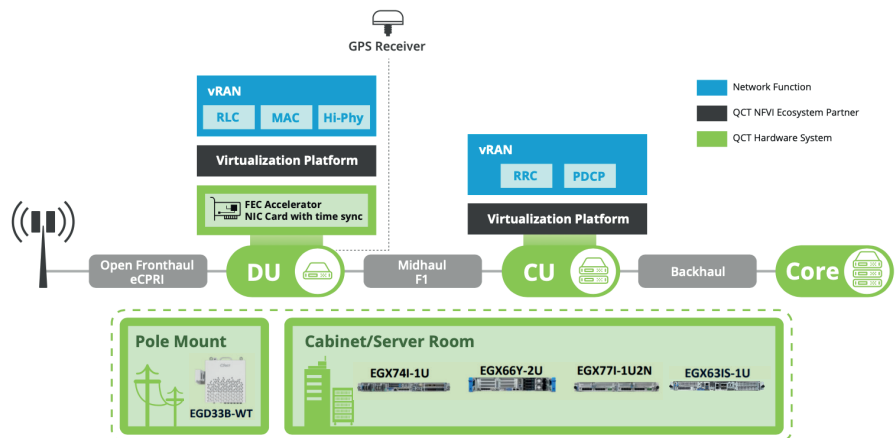 GPS Receiver
vRAN
RLC MAC Hi-Phy
Virtualization Platform
FEC Accelerator
NIC Card with time sync
Network Function
QCT NFVI Ecosystem Partner
QCT Hardware System
vRAN
RRC PDCP
Virtualization Platform
Open Fronthaul
eCPRI
DU
Midhaul
F1
CU
Backhaul
Core
Pole Mount
EGD33B-WT
Cabinet/Server Room
EGX74I-1U
EGX66Y-2U
EGX77I-1U2N
EGX63IS-1U